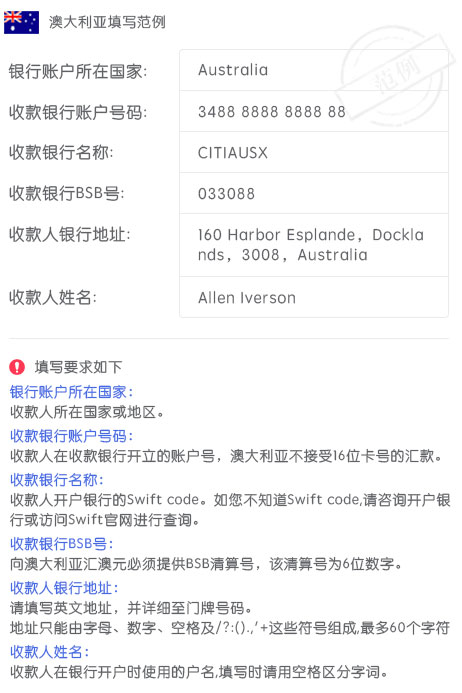 澳大利亚填写范例
范例
银行账户所在国家: Australia
收款银行账户号码: 3488 8888 8888 88
收款银行名称: CITIAUSX
收款银行BSB号: 033088
收款人银行地址: 160 Harbor Esplande, Dockla
nds, 3008, Australia
收款人姓名: Allen Iverson
填写要求如下
银行账户所在国家:
收款人所在国家或地区。
收款银行账户号码:
收款人在收款银行开立的账户号，澳大利亚不接受16位卡号的汇款。
收款银行名称:
收款人开户银行的Swift code。如您不知道Swift code,请咨询开户银
行或访问Swift官网进行查询。
收款银行BSB号:
向澳大利亚汇澳元必须提供BSB清算号，该清算号为6位数字。
收款人银行地址:
请填写英文地址，并详细至门牌号码。
地址只能由字母、数字、空格及/?:().,'+这些符号组成,最多60个字符
收款人姓名:
收款人在银行开户时使用的户名,填写时请用空格区分字词。